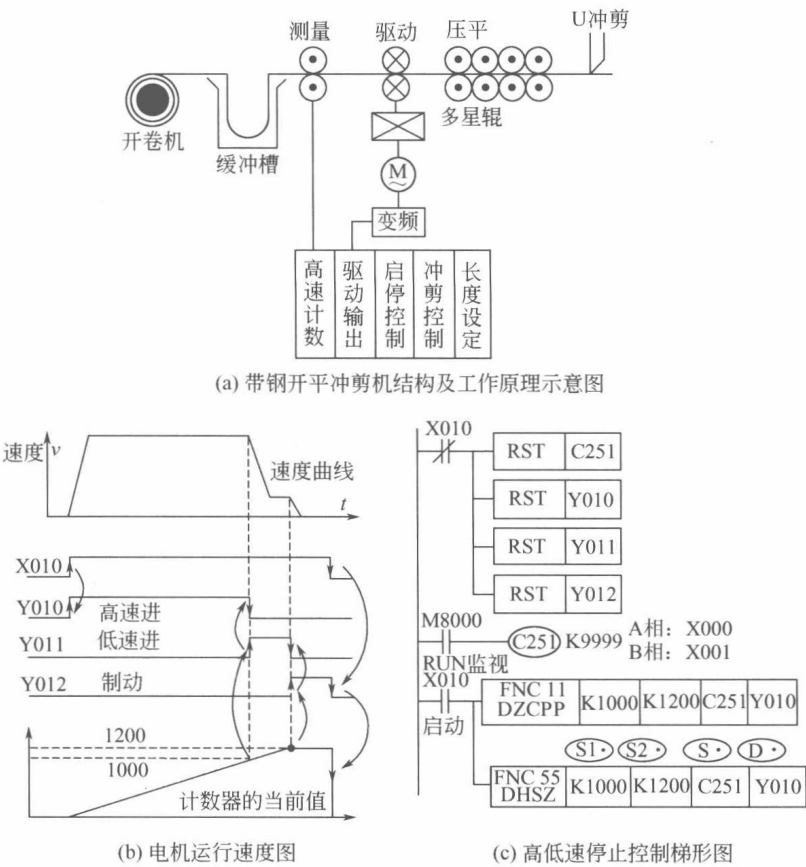 测量
驱动
压平
U冲剪
开卷机
缓冲槽
多星辊
M
~
变频
高速计数
驱动输出
启停控制
冲剪控制
长度设定
(a) 带钢开平冲剪机结构及工作原理示意图
速度 v
速度曲线
t
X010
Y010 高速进
Y011 低速进
Y012 制动
1200
1000
计数器的当前值
(b) 电机运行速度图
X010
RST C251
RST Y010
RST Y011
RST Y012
M8000
C251 K9999 A相：X000
B相：X001
RUN监视
X010
FNC 11
DZCPP K1000 K1200 C251 Y010
启动
S1· S2· S· D·
FNC 55
DHSZ K1000 K1200 C251 Y010
(c) 高低速停止控制梯形图